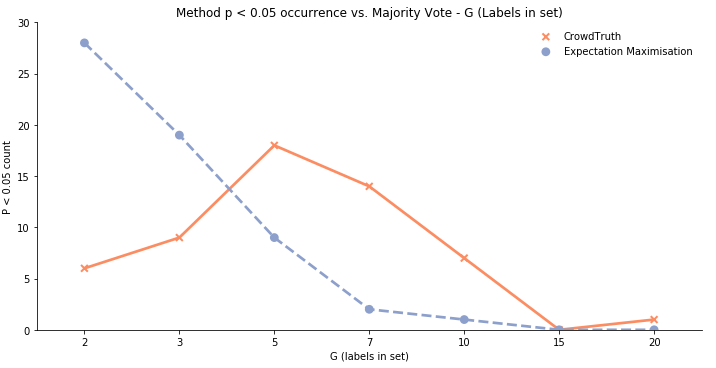 Method p < 0.05 occurrence vs. Majority Vote - G (Labels in set)
CrowdTruth
Expectation Maximisation
30
25
20
15
10
5
0
P < 0.05 count
2 3 5 7 10 15 20
G (labels in set)